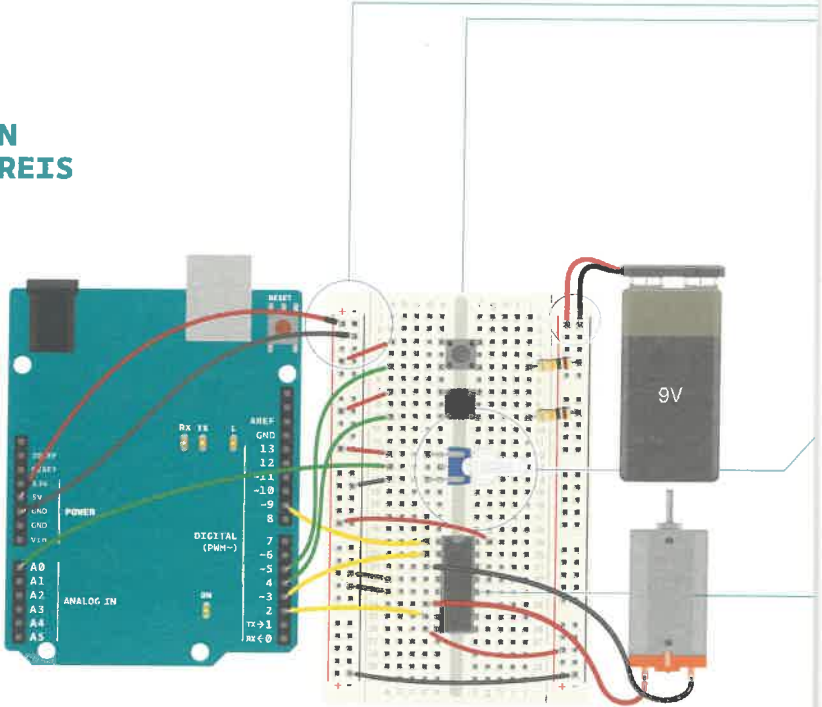 N
REIS
RESET
+ -
RX TX L
AREF
GND
13
12
~11
~10
~9
8
7
~6
~5
4
~3
2
TX→1
RX←0
DIGITAL
(PWM~)
RESET
5V
GND
GND
VIN
POWER
A0
A1
A2
A3
A4
A5
ANALOG IN
ON
9V
+ -
+